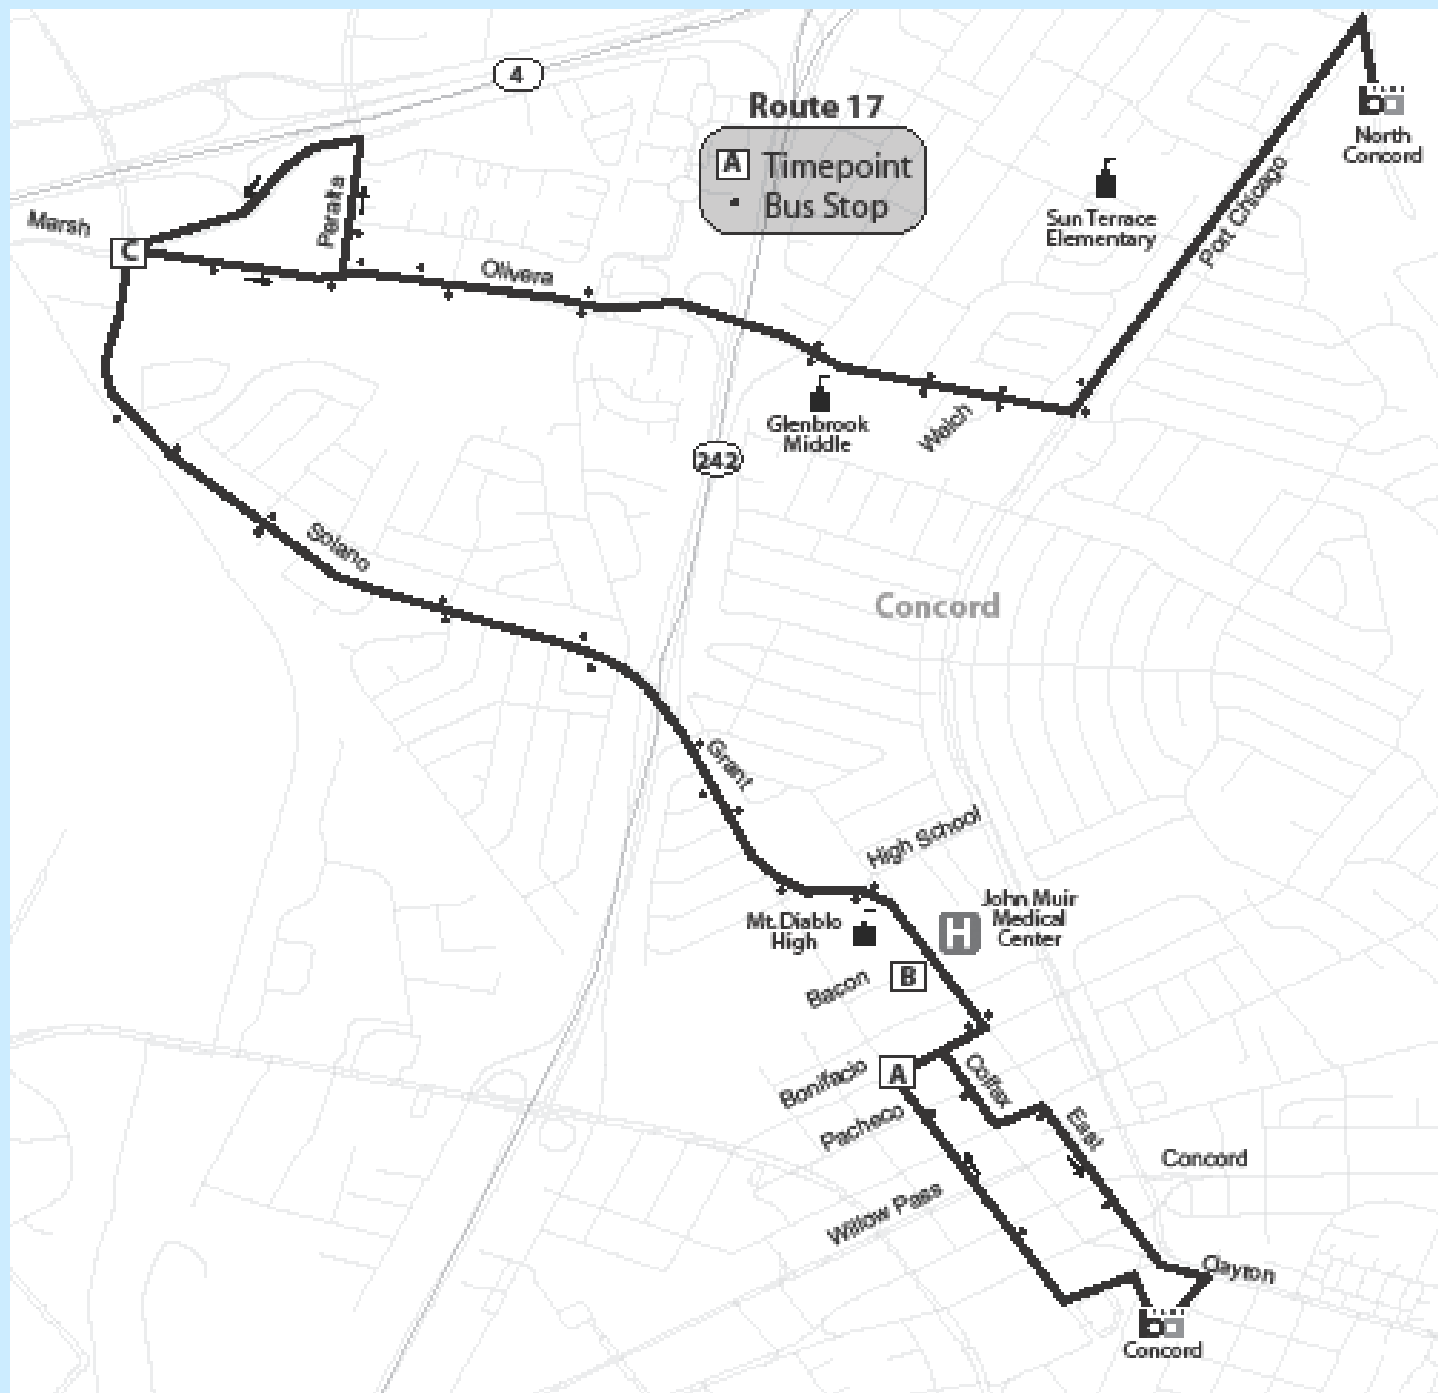 4
Route 17
A Timepoint
Bus Stop
North
Concord
Sun Terrace
Elementary
Port Chicago
Peralta
Marsh
C
Olivera
Glenbrook
Middle
Welch
242
Solano
Concord
Grant
High School
John Muir
Medical
Center
H
Mt. Diablo
High
Bacon
B
Bonifacio
A
Colfax
Pacheco
East
Concord
Willow Pass
Clayton
Concord